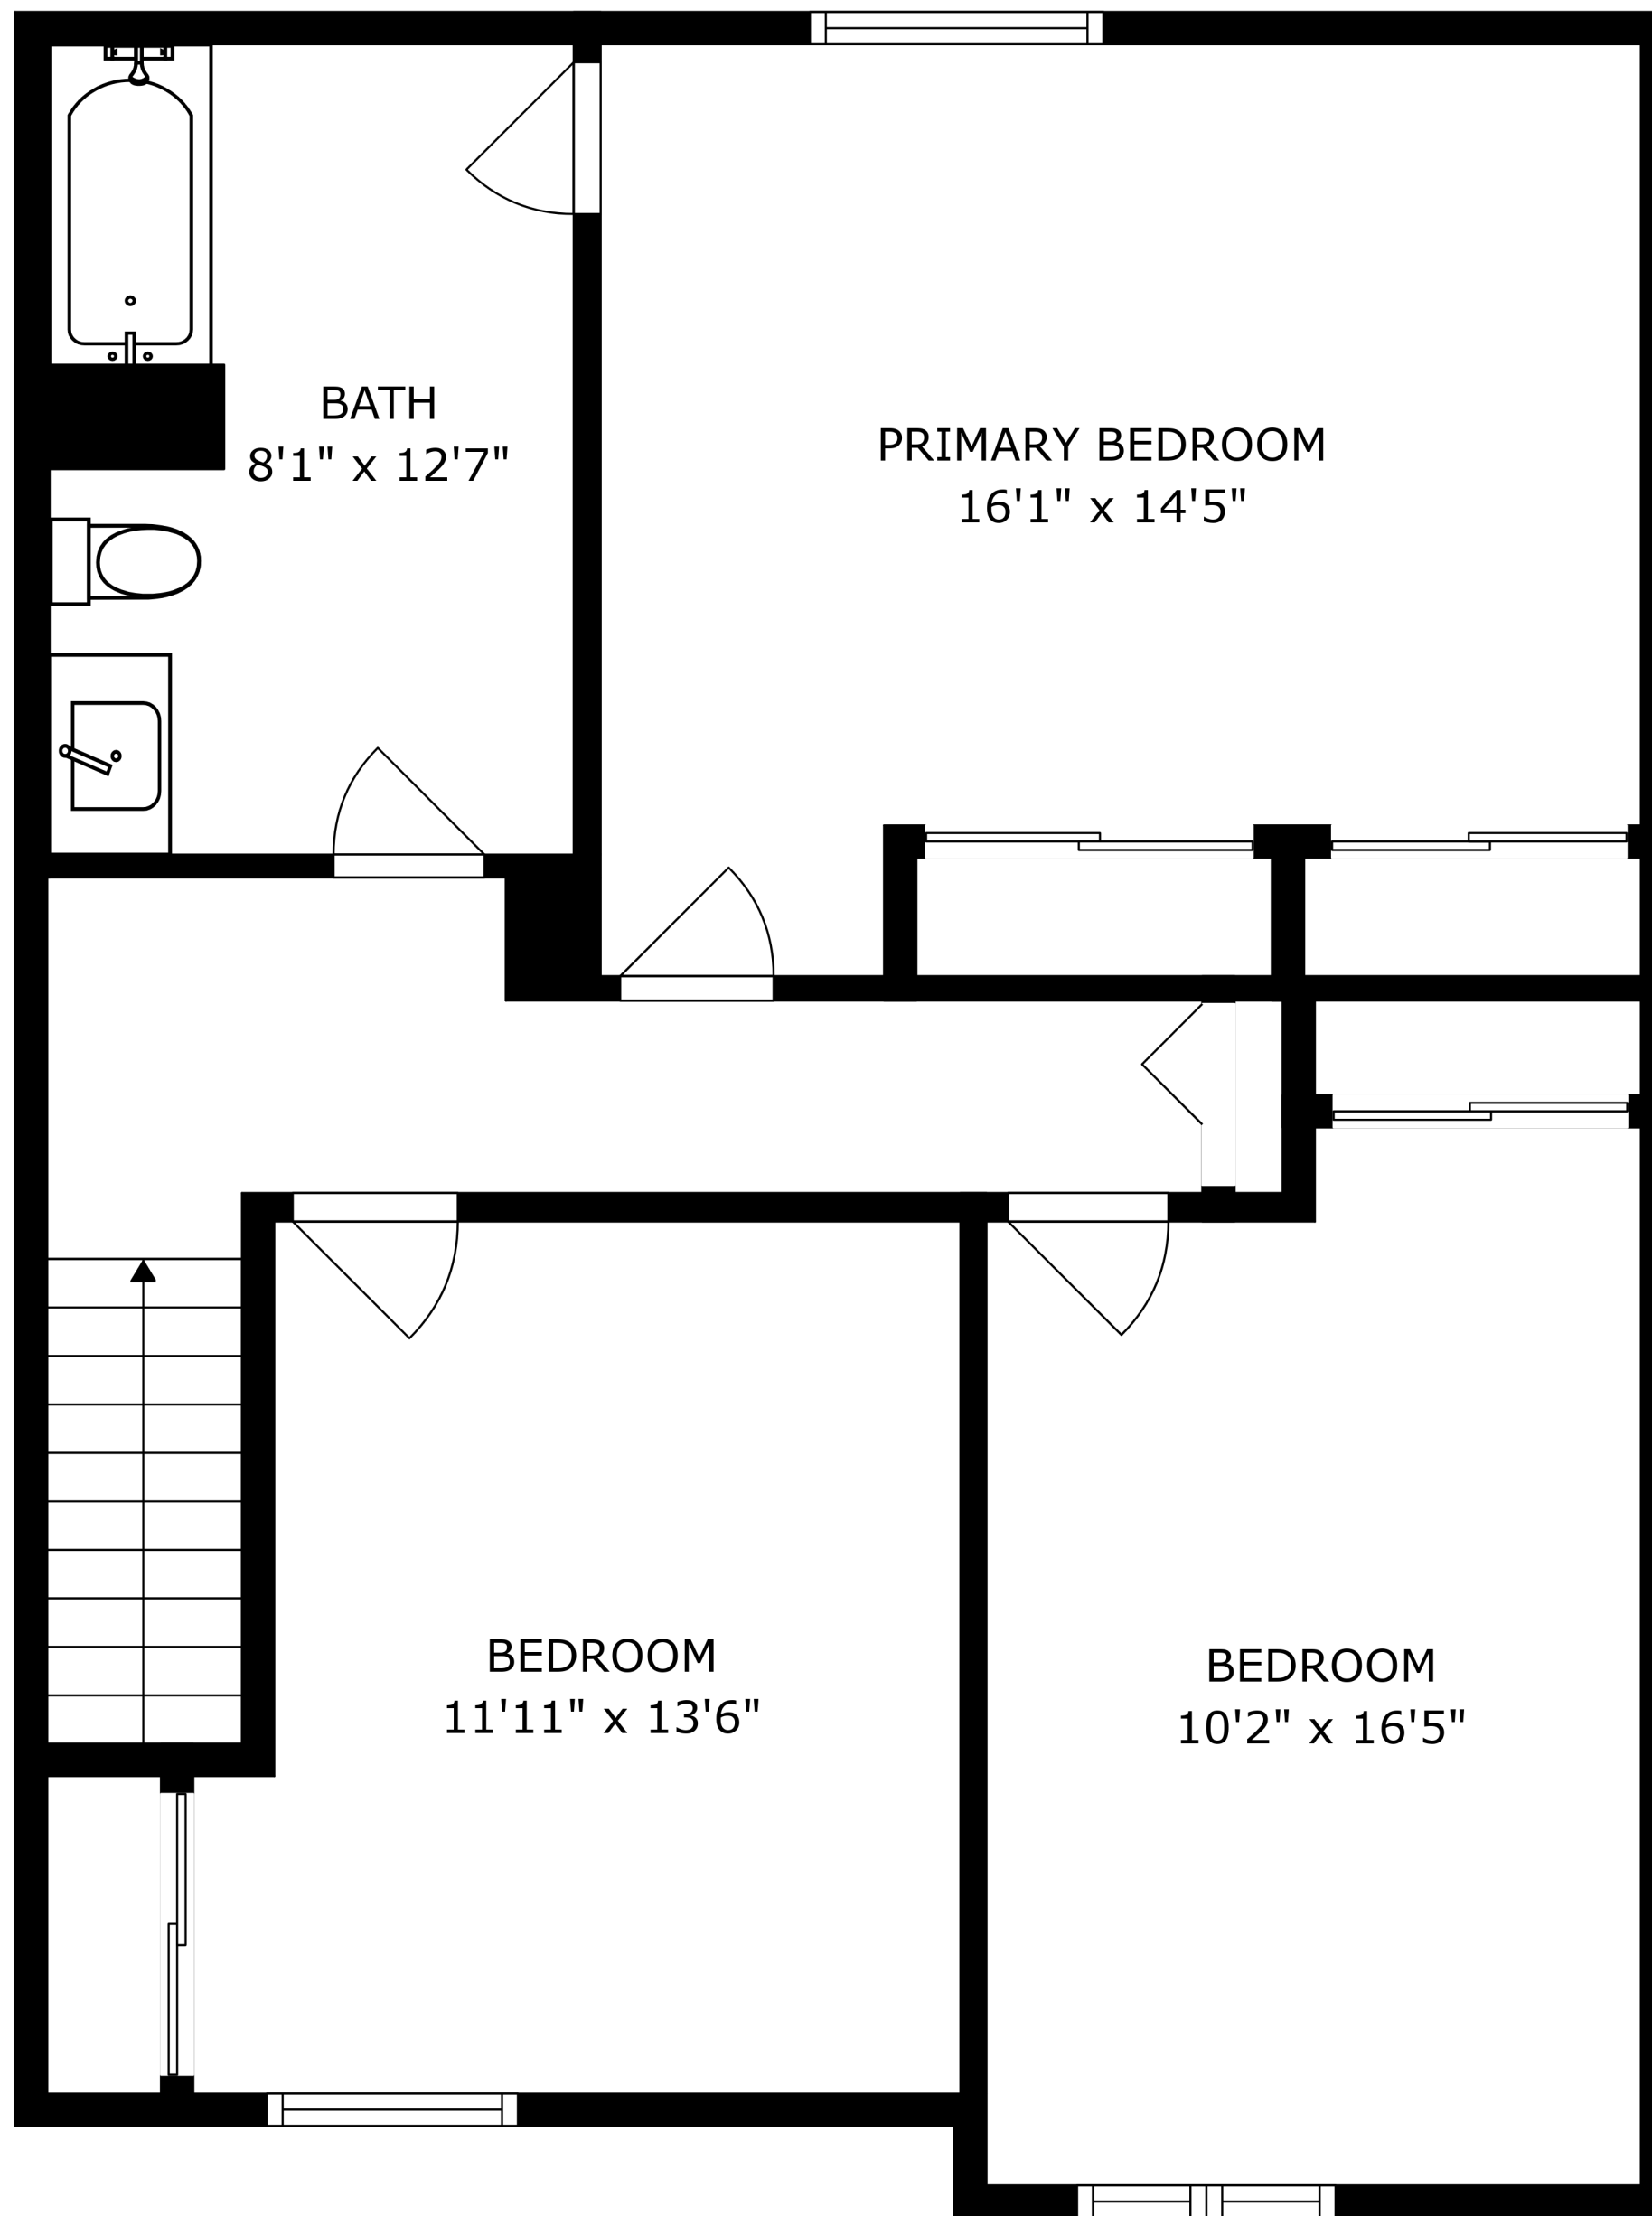 BATH
8'1" x 12'7"
PRIMARY BEDROOM
16'1" x 14'5"
BEDROOM
11'11" x 13'6"
BEDROOM
10'2" x 16'5"